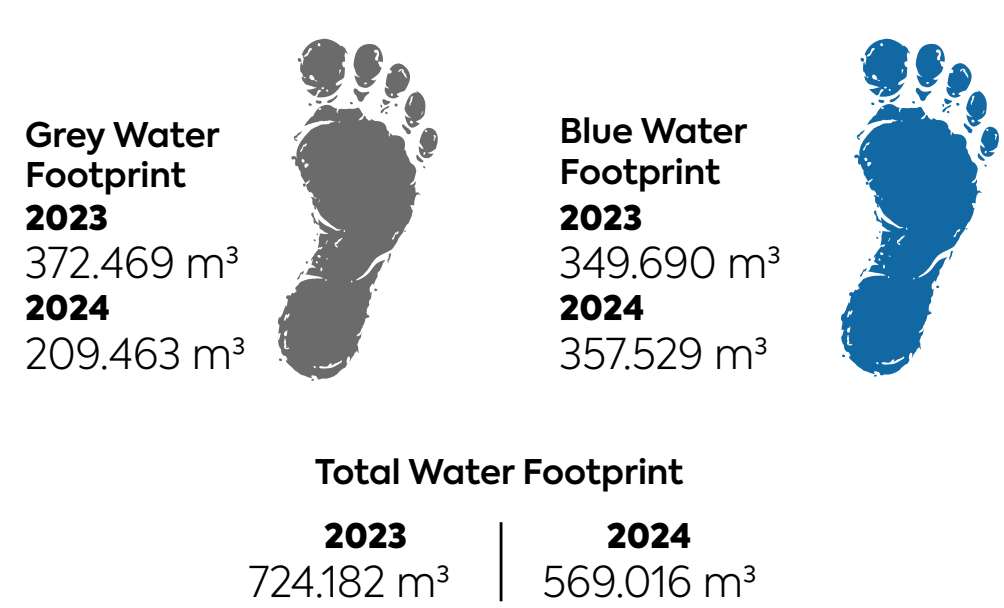 Grey Water
Footprint
2023
372.469 m³
2024
209.463 m³
Blue Water
Footprint
2023
349.690 m³
2024
357.529 m³
Total Water Footprint
2023
724.182 m³
2024
569.016 m³